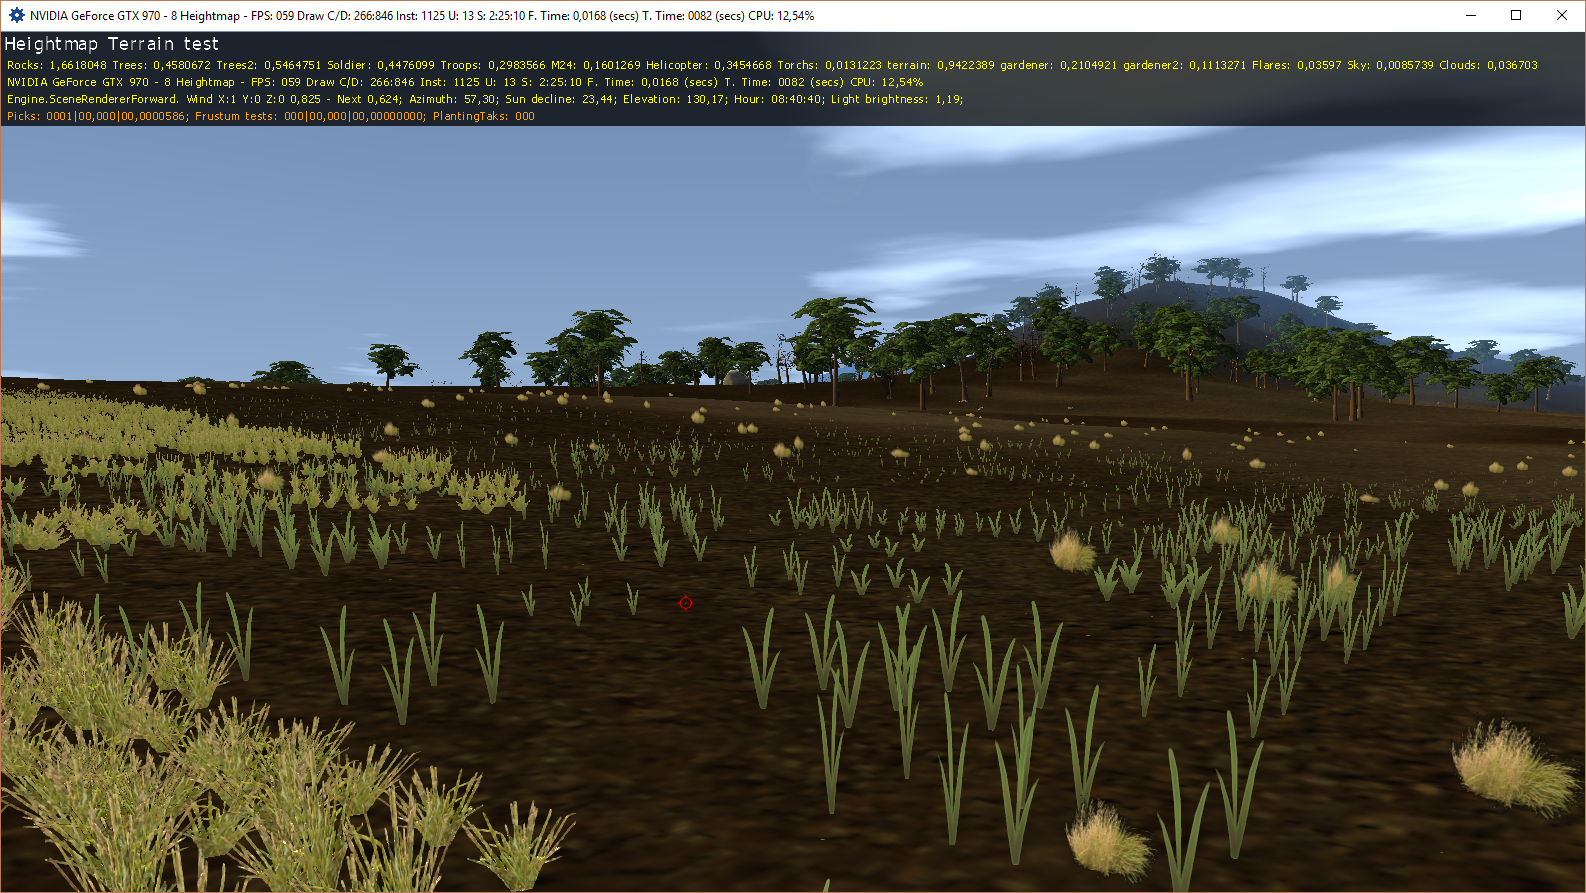 NVIDIA GeForce GTX 970 - 8 Heightmap - FPS: 059 Draw C/D: 266:846 Inst: 1125 U: 13 S: 2:25:10 F. Time: 0,0168 (secs) T. Time: 0082 (secs) CPU: 12,54%
Heightmap Terrain test
Rocks: 1,6618048 Trees: 0,4580672 Trees2: 0,5464751 Soldier: 0,4476099 Troops: 0,2983566 M24: 0,1601269 Helicopter: 0,3454668 Torchs: 0,0131223 terrain: 0,9422389 gardener: 0,2104921 gardener2: 0,1113271 Flares: 0,03597 Sky: 0,0085739 Clouds: 0,036703
NVIDIA GeForce GTX 970 - 8 Heightmap - FPS: 059 Draw C/D: 266:846 Inst: 1125 U: 13 S: 2:25:10 F. Time: 0,0168 (secs) T. Time: 0082 (secs) CPU: 12,54%
Engine.SceneRendererForward. Wind X:1 Y:0 Z:0 0,825 - Next 0,624; Azimuth: 57,30; Sun decline: 23,44; Elevation: 130,17; Hour: 08:40:40; Light brightness: 1,19;
Picks: 0001|00,000|00,0000586; Frustum tests: 000|00,000|00,00000000; PlantingTaks: 000